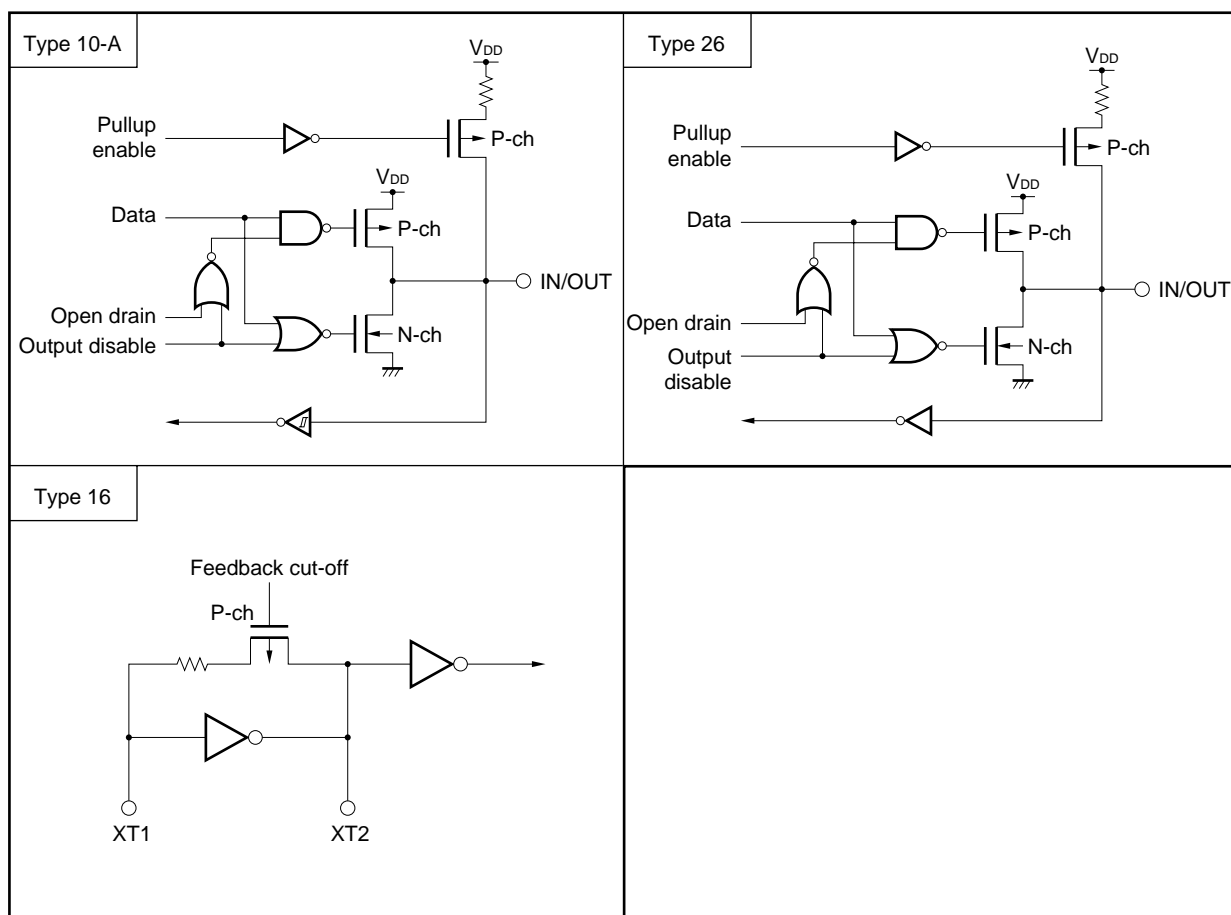 Type 10-A
VDD
Pullup
enable
P-ch
VDD
Data
P-ch
IN/OUT
Open drain
Output disable
N-ch
Type 26
VDD
Pullup
enable
P-ch
VDD
Data
P-ch
IN/OUT
Open drain
Output
disable
N-ch
Type 16
Feedback cut-off
P-ch
XT1
XT2